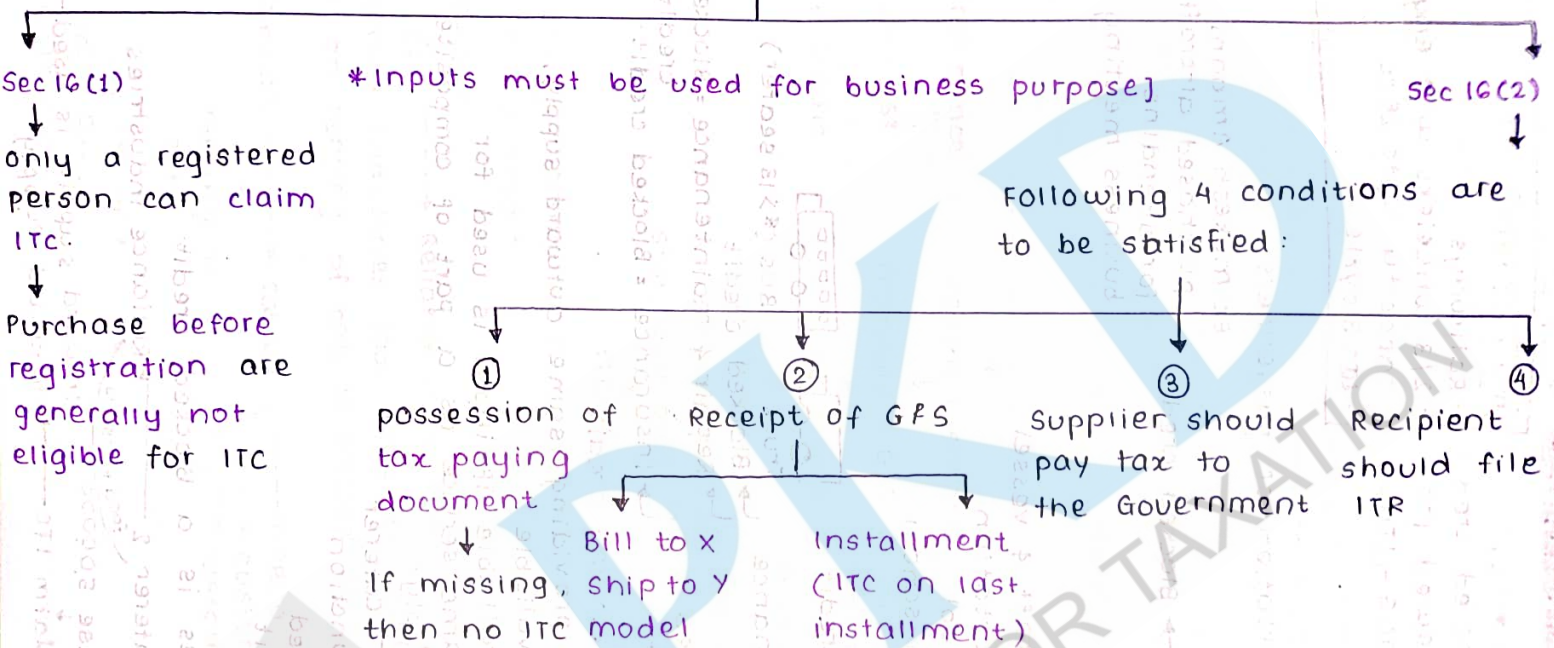 Sec 16(1)
*Inputs must be used for business purpose]
Sec 16(2)
only a registered
person can claim
ITC.
Purchase before
registration are
generally not
eligible for ITC
Following 4 conditions are
to be satisfied:
1
possession of
tax paying
document
If missing,
then no ITC
2
Receipt of G&S
Bill to X
Ship to Y
model
Installment
(ITC on last
installment)
3
Supplier should
pay tax to
the Government
4
Recipient
should file
ITR
PKD
OR TAXATION